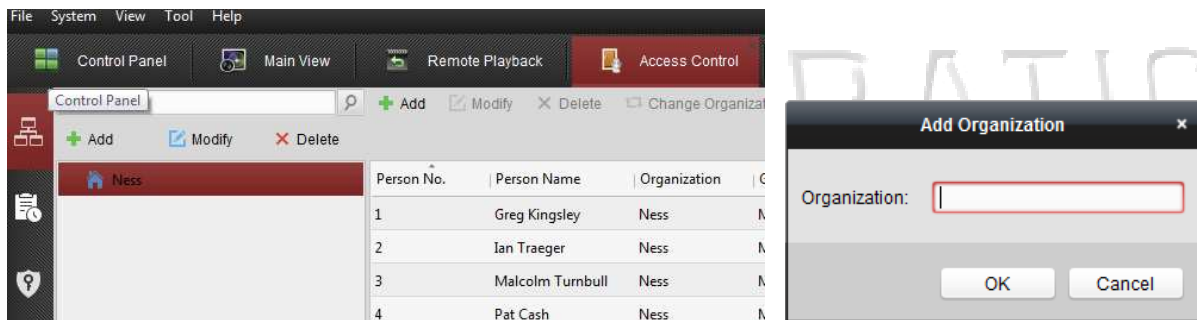 File System View Tool Help
Control Panel Main View Remote Playback Access Control
Control Panel
Add Modify Delete Change Organizat
Add Modify Delete
Ness
Person No. Person Name Organization
1 Greg Kingsley Ness
2 Ian Traeger Ness
3 Malcolm Turnbull Ness
4 Pat Cash Ness
Add Organization ×
Organization:
OK Cancel